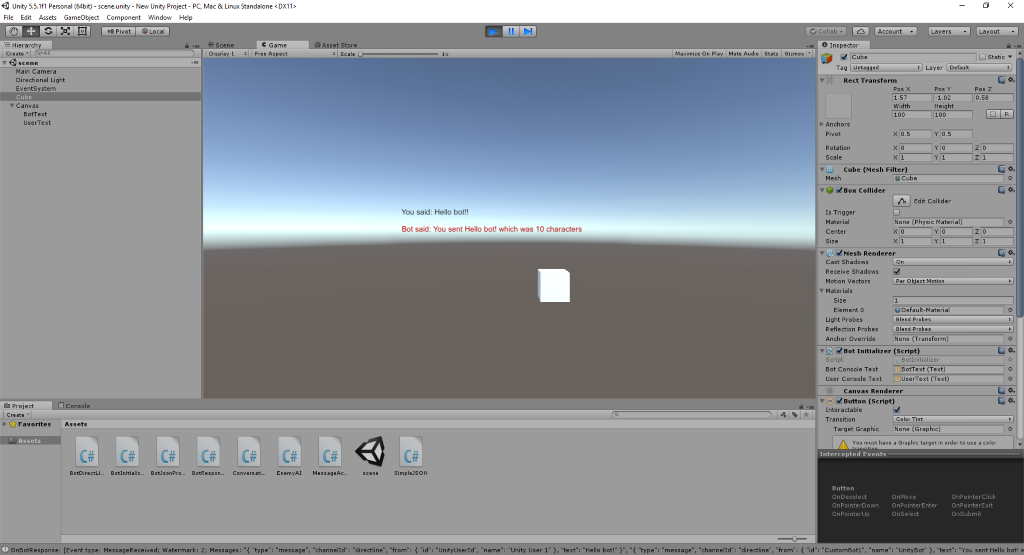 Unity 5.5.1f1 Personal (64bit) - scene.unity - New Unity Project - PC, Mac & Linux Standalone <DX11>
File Edit Assets GameObject Component Window Help
Pivot Local Collab Account Layers Layout
Hierarchy
Create All
scene
Main Camera
Directional Light
EventSystem
Cube
Canvas
BotText
UserText
Scene Game Asset Store
Display 1 Free Aspect Scale 1x Maximize On Play Mute Audio Stats Gizmos
You said: Hello bot!!
Bot said: You sent Hello bot! which was 10 characters
Inspector
Cube Static
Tag Untagged Layer Default
Rect Transform
Pos X Pos Y Pos Z
1.57 -1.02 0.58
Width Height
100 100
R
Anchors
Pivot X 0.5 Y 0.5
Rotation X 0 Y 0 Z 0
Scale X 1 Y 1 Z 1
Cube (Mesh Filter)
Mesh Cube
Box Collider
Edit Collider
Is Trigger
Material None (Physic Material)
Center X 0 Y 0 Z 0
Size X 1 Y 1 Z 1
Mesh Renderer
Cast Shadows On
Receive Shadows
Motion Vectors Per Object Motion
Materials
Size 1
Element 0 Default-Material
Light Probes Blend Probes
Reflection Probes Blend Probes
Anchor Override None (Transform)
Bot Initializer (Script)
Script BotInitializer
Bot Console Text BotText (Text)
User Console Text UserText (Text)
Canvas Renderer
Button (Script)
Interactable
Transition Color Tint
Target Graphic None (Graphic)
You must have a Graphic target in order to use a color
Intercepted Events
Button
OnDeselect OnMove OnPointerClick
OnPointerDown OnPointerEnter OnPointerExit
OnPointerUp OnSelect OnSubmit
Project Console
Create
Favorites
Assets
Assets
BotDirectLi... BotInitializ... BotJsonPro... BotRespon... Conversati... EnemyAI MessageAc... scene SimpleJSON
OnBotResponse: [Event type: MessageReceived; Watermark: 2; Messages: "{ "type": "message", "channelId": "directline", "from": { "id": "UnityUserId", "name": "Unity User 1" }, "text": "Hello bot!" }", "{ "type": "message", "channelId": "directline", "from": { "id": "CustomBot1", "name": "UnityBot" }, "text": "You sent Hello bot!